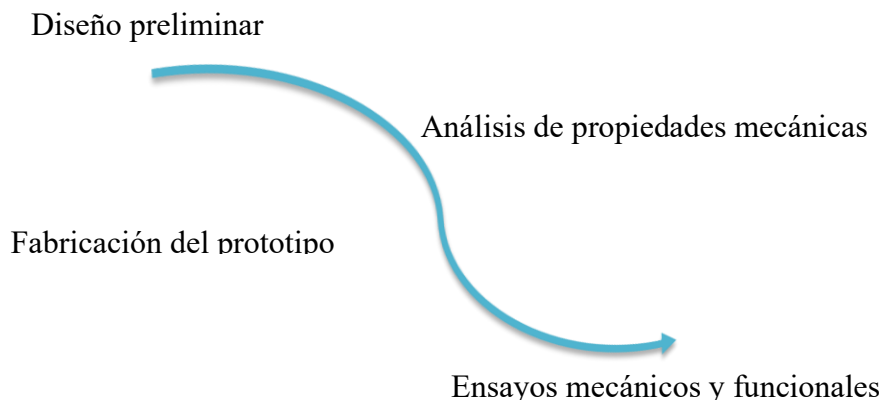 Diseño preliminar
Análisis de propiedades mecánicas
Fabricación del prototipo
Ensayos mecánicos y funcionales